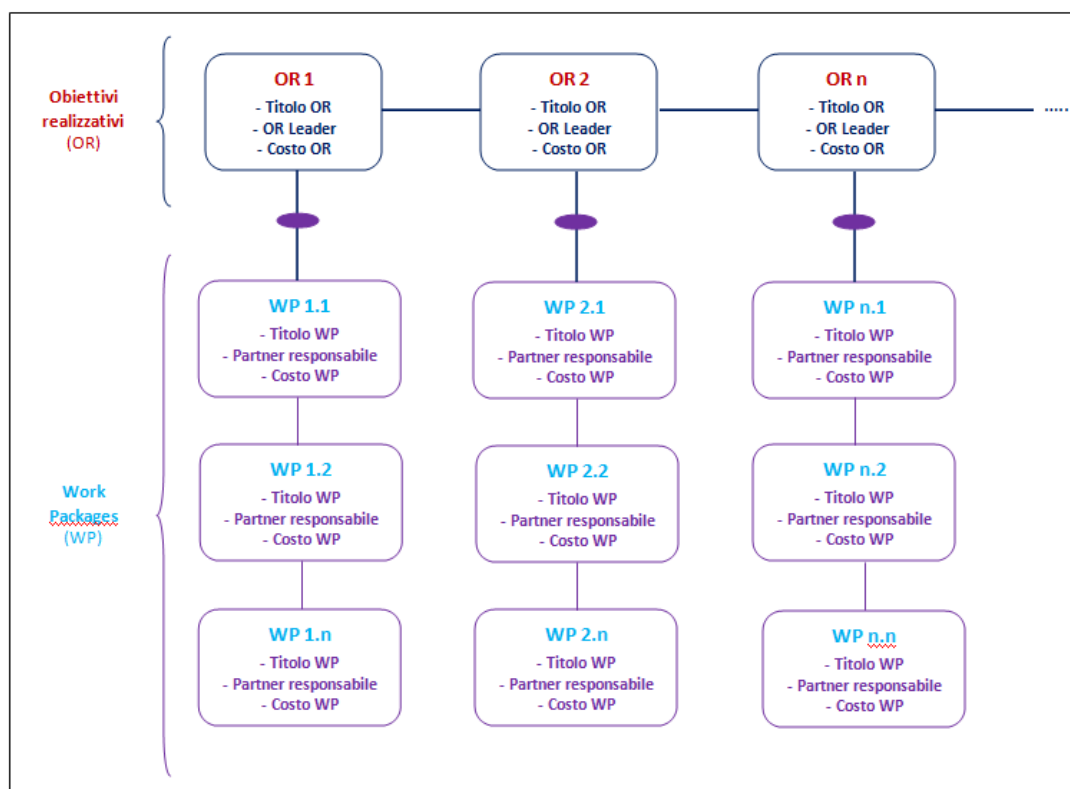 Obiettivi
realizzativi
(OR)
OR 1
- Titolo OR
- OR Leader
- Costo OR
OR 2
- Titolo OR
- OR Leader
- Costo OR
OR n
- Titolo OR
- OR Leader
- Costo OR
.....
Work
Packages
(WP)
WP 1.1
- Titolo WP
- Partner responsabile
- Costo WP
WP 2.1
- Titolo WP
- Partner responsabile
- Costo WP
WP n.1
- Titolo WP
- Partner responsabile
- Costo WP
WP 1.2
- Titolo WP
- Partner responsabile
- Costo WP
WP 2.2
- Titolo WP
- Partner responsabile
- Costo WP
WP n.2
- Titolo WP
- Partner responsabile
- Costo WP
WP 1.n
- Titolo WP
- Partner responsabile
- Costo WP
WP 2.n
- Titolo WP
- Partner responsabile
- Costo WP
WP n.n
- Titolo WP
- Partner responsabile
- Costo WP